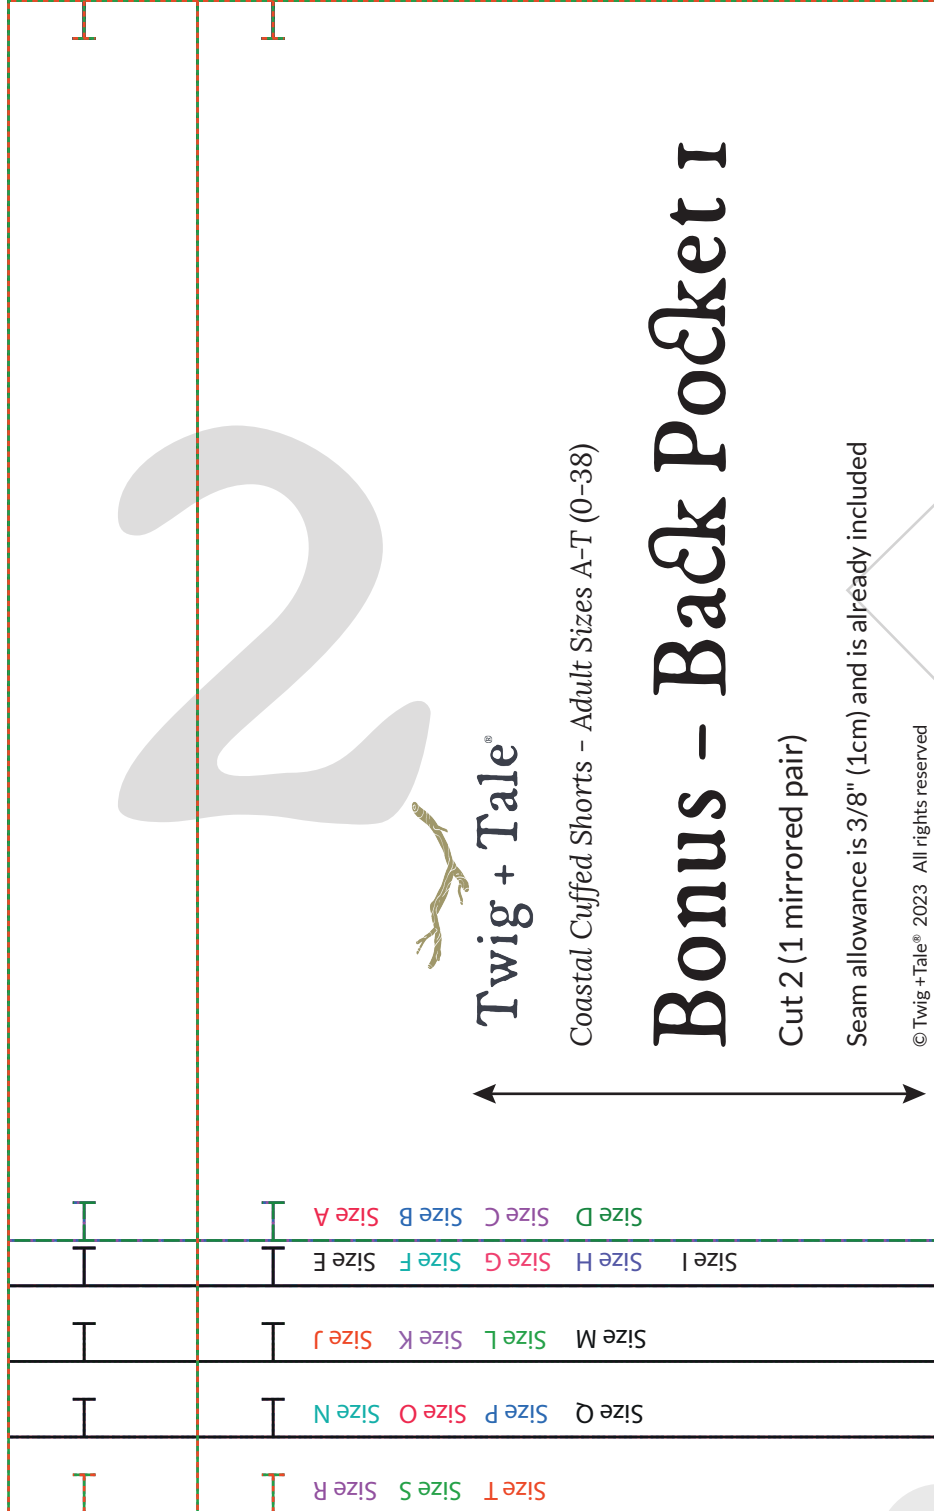 2
Twig + Tale®
Coastal Cuffed Shorts - Adult Sizes A-T (0-38)
Bonus - Back Pocket 1
Cut 2 (1 mirrored pair)
Seam allowance is 3/8" (1cm) and is already included
© Twig +Tale® 2023 All rights reserved
Size A Size B Size C Size D
Size E Size F Size G Size H Size I
Size J Size K Size L Size M
Size N Size O Size P Size Q
Size R Size S Size T